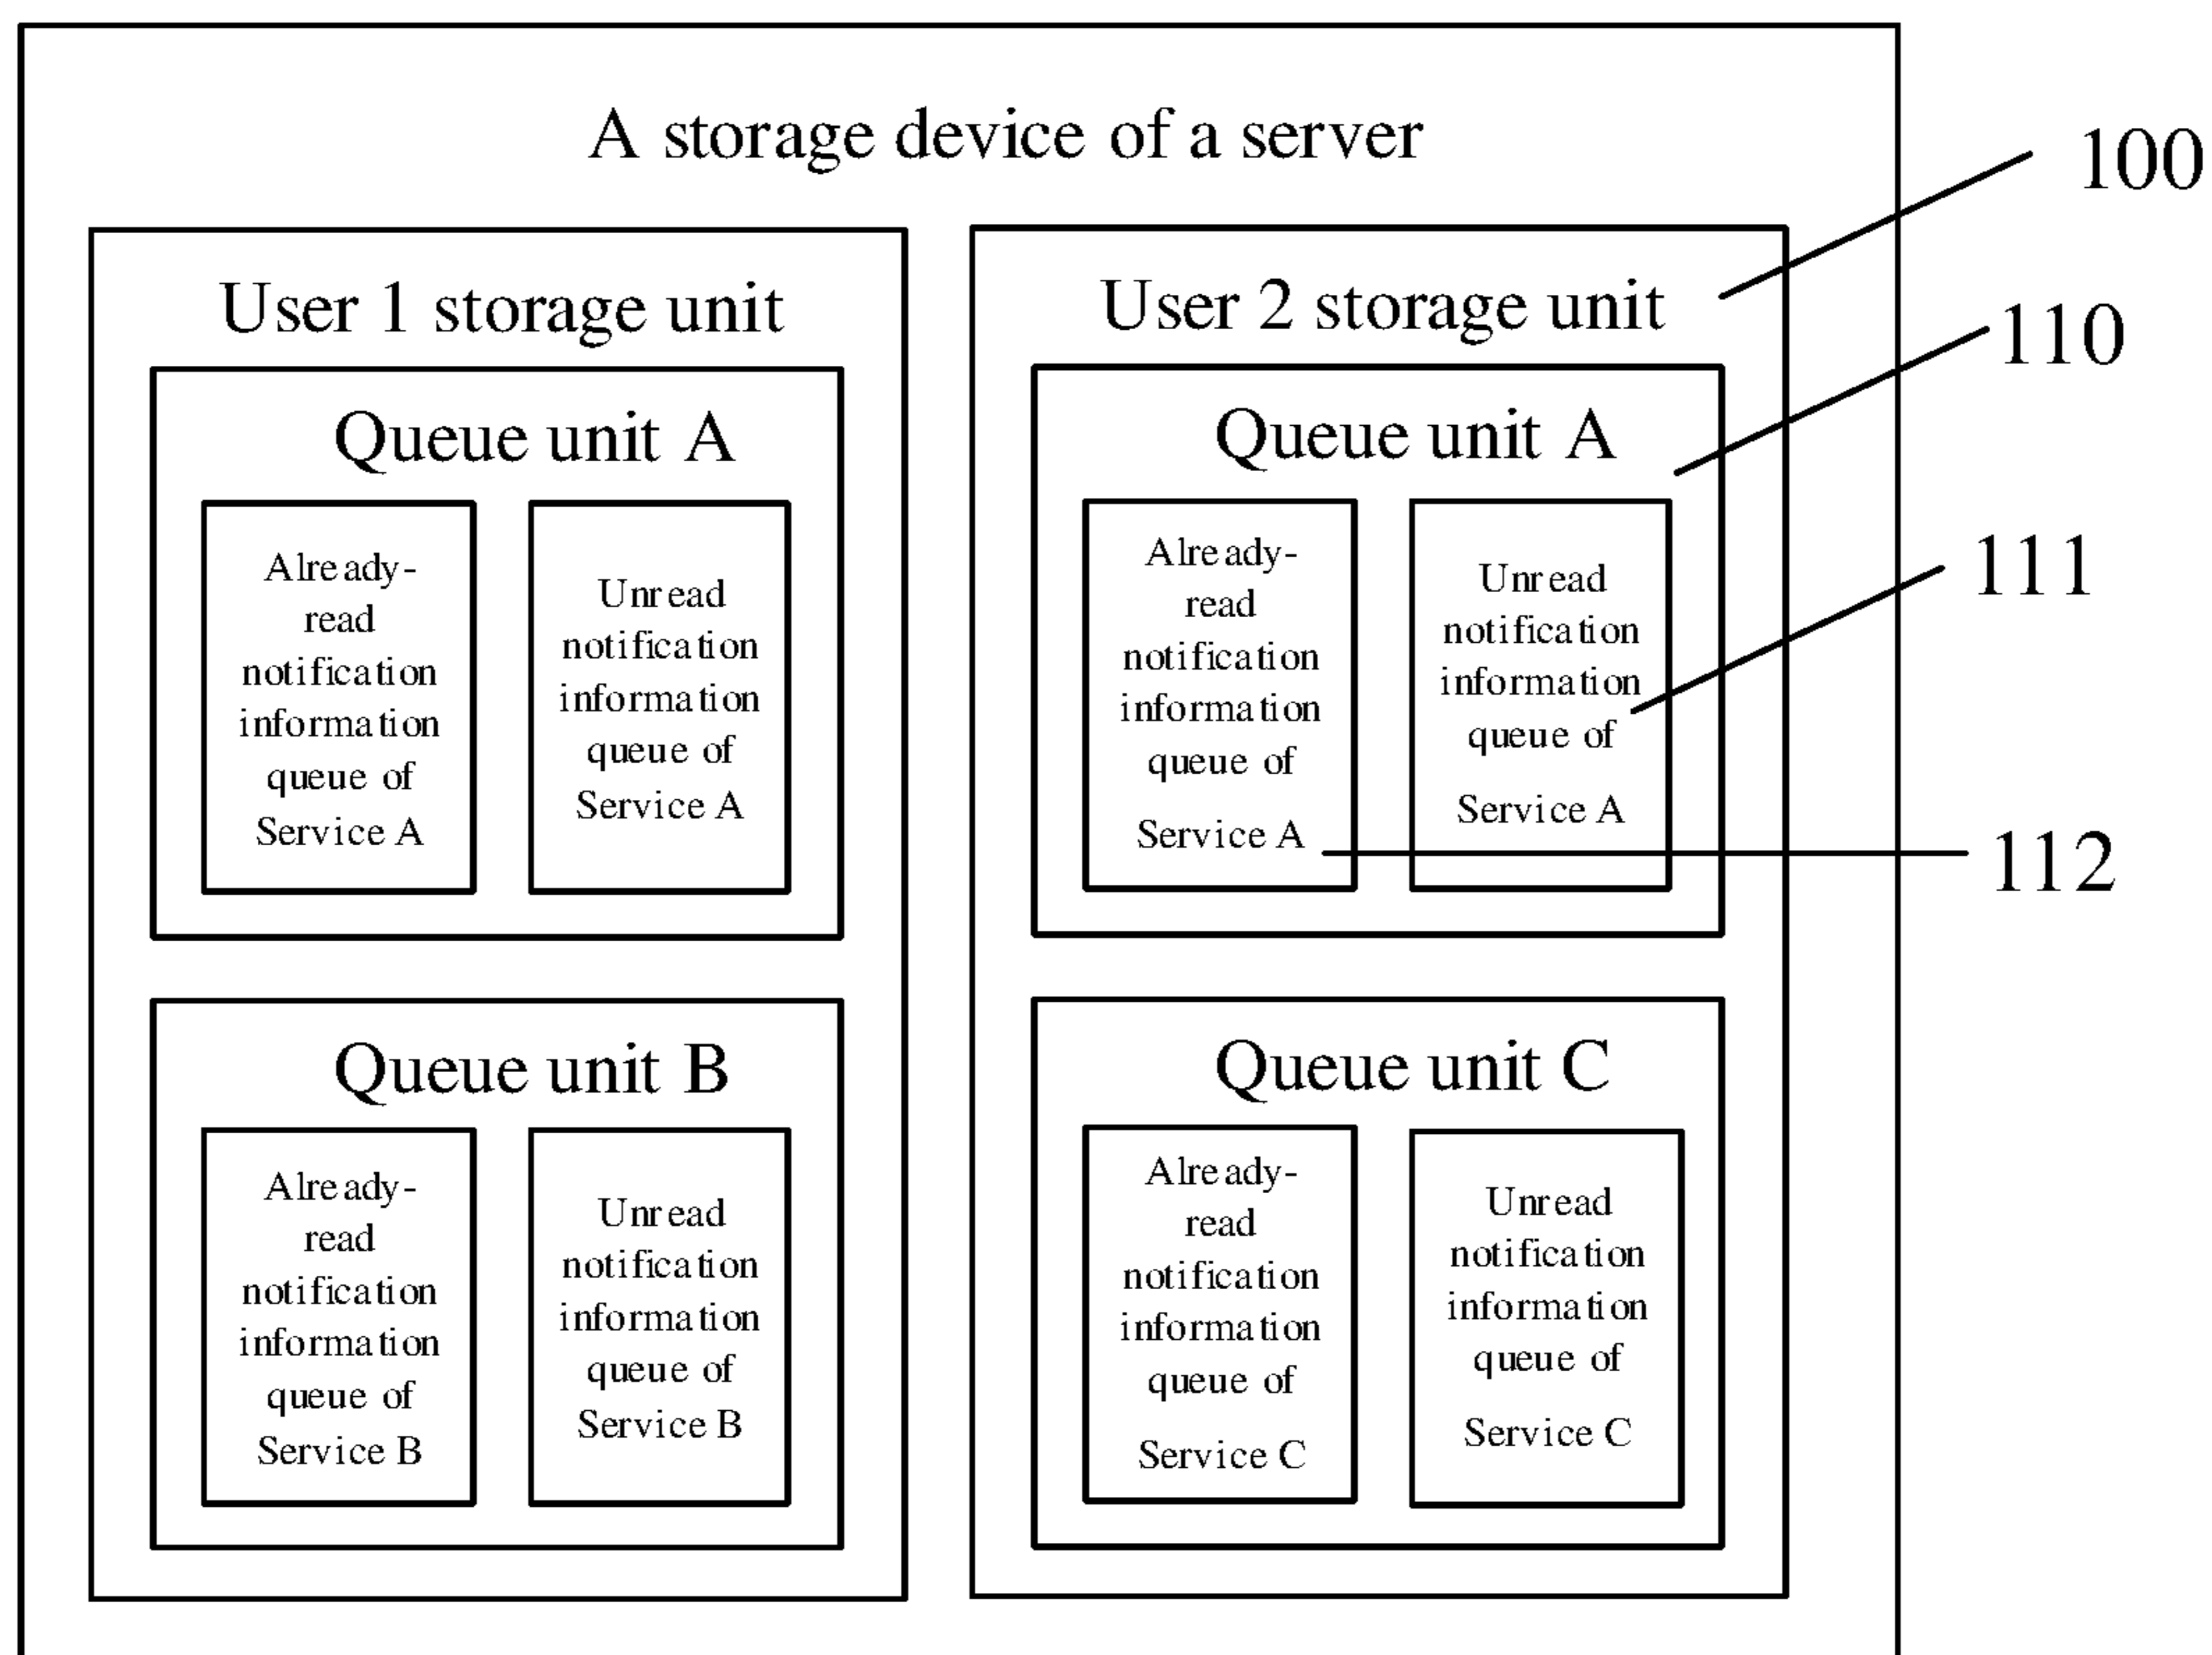 A storage device of a server
100
User 1 storage unit
Queue unit A
Already-
read
notification
information
queue of
Service A
Unread
notification
information
queue of
Service A
Queue unit B
Already-
read
notification
information
queue of
Service B
Unread
notification
information
queue of
Service B
User 2 storage unit
110
Queue unit A
Already-
read
notification
information
queue of
Service A
Unread
notification
information
queue of
Service A
111
112
Queue unit C
Already-
read
notification
information
queue of
Service C
Unread
notification
information
queue of
Service C